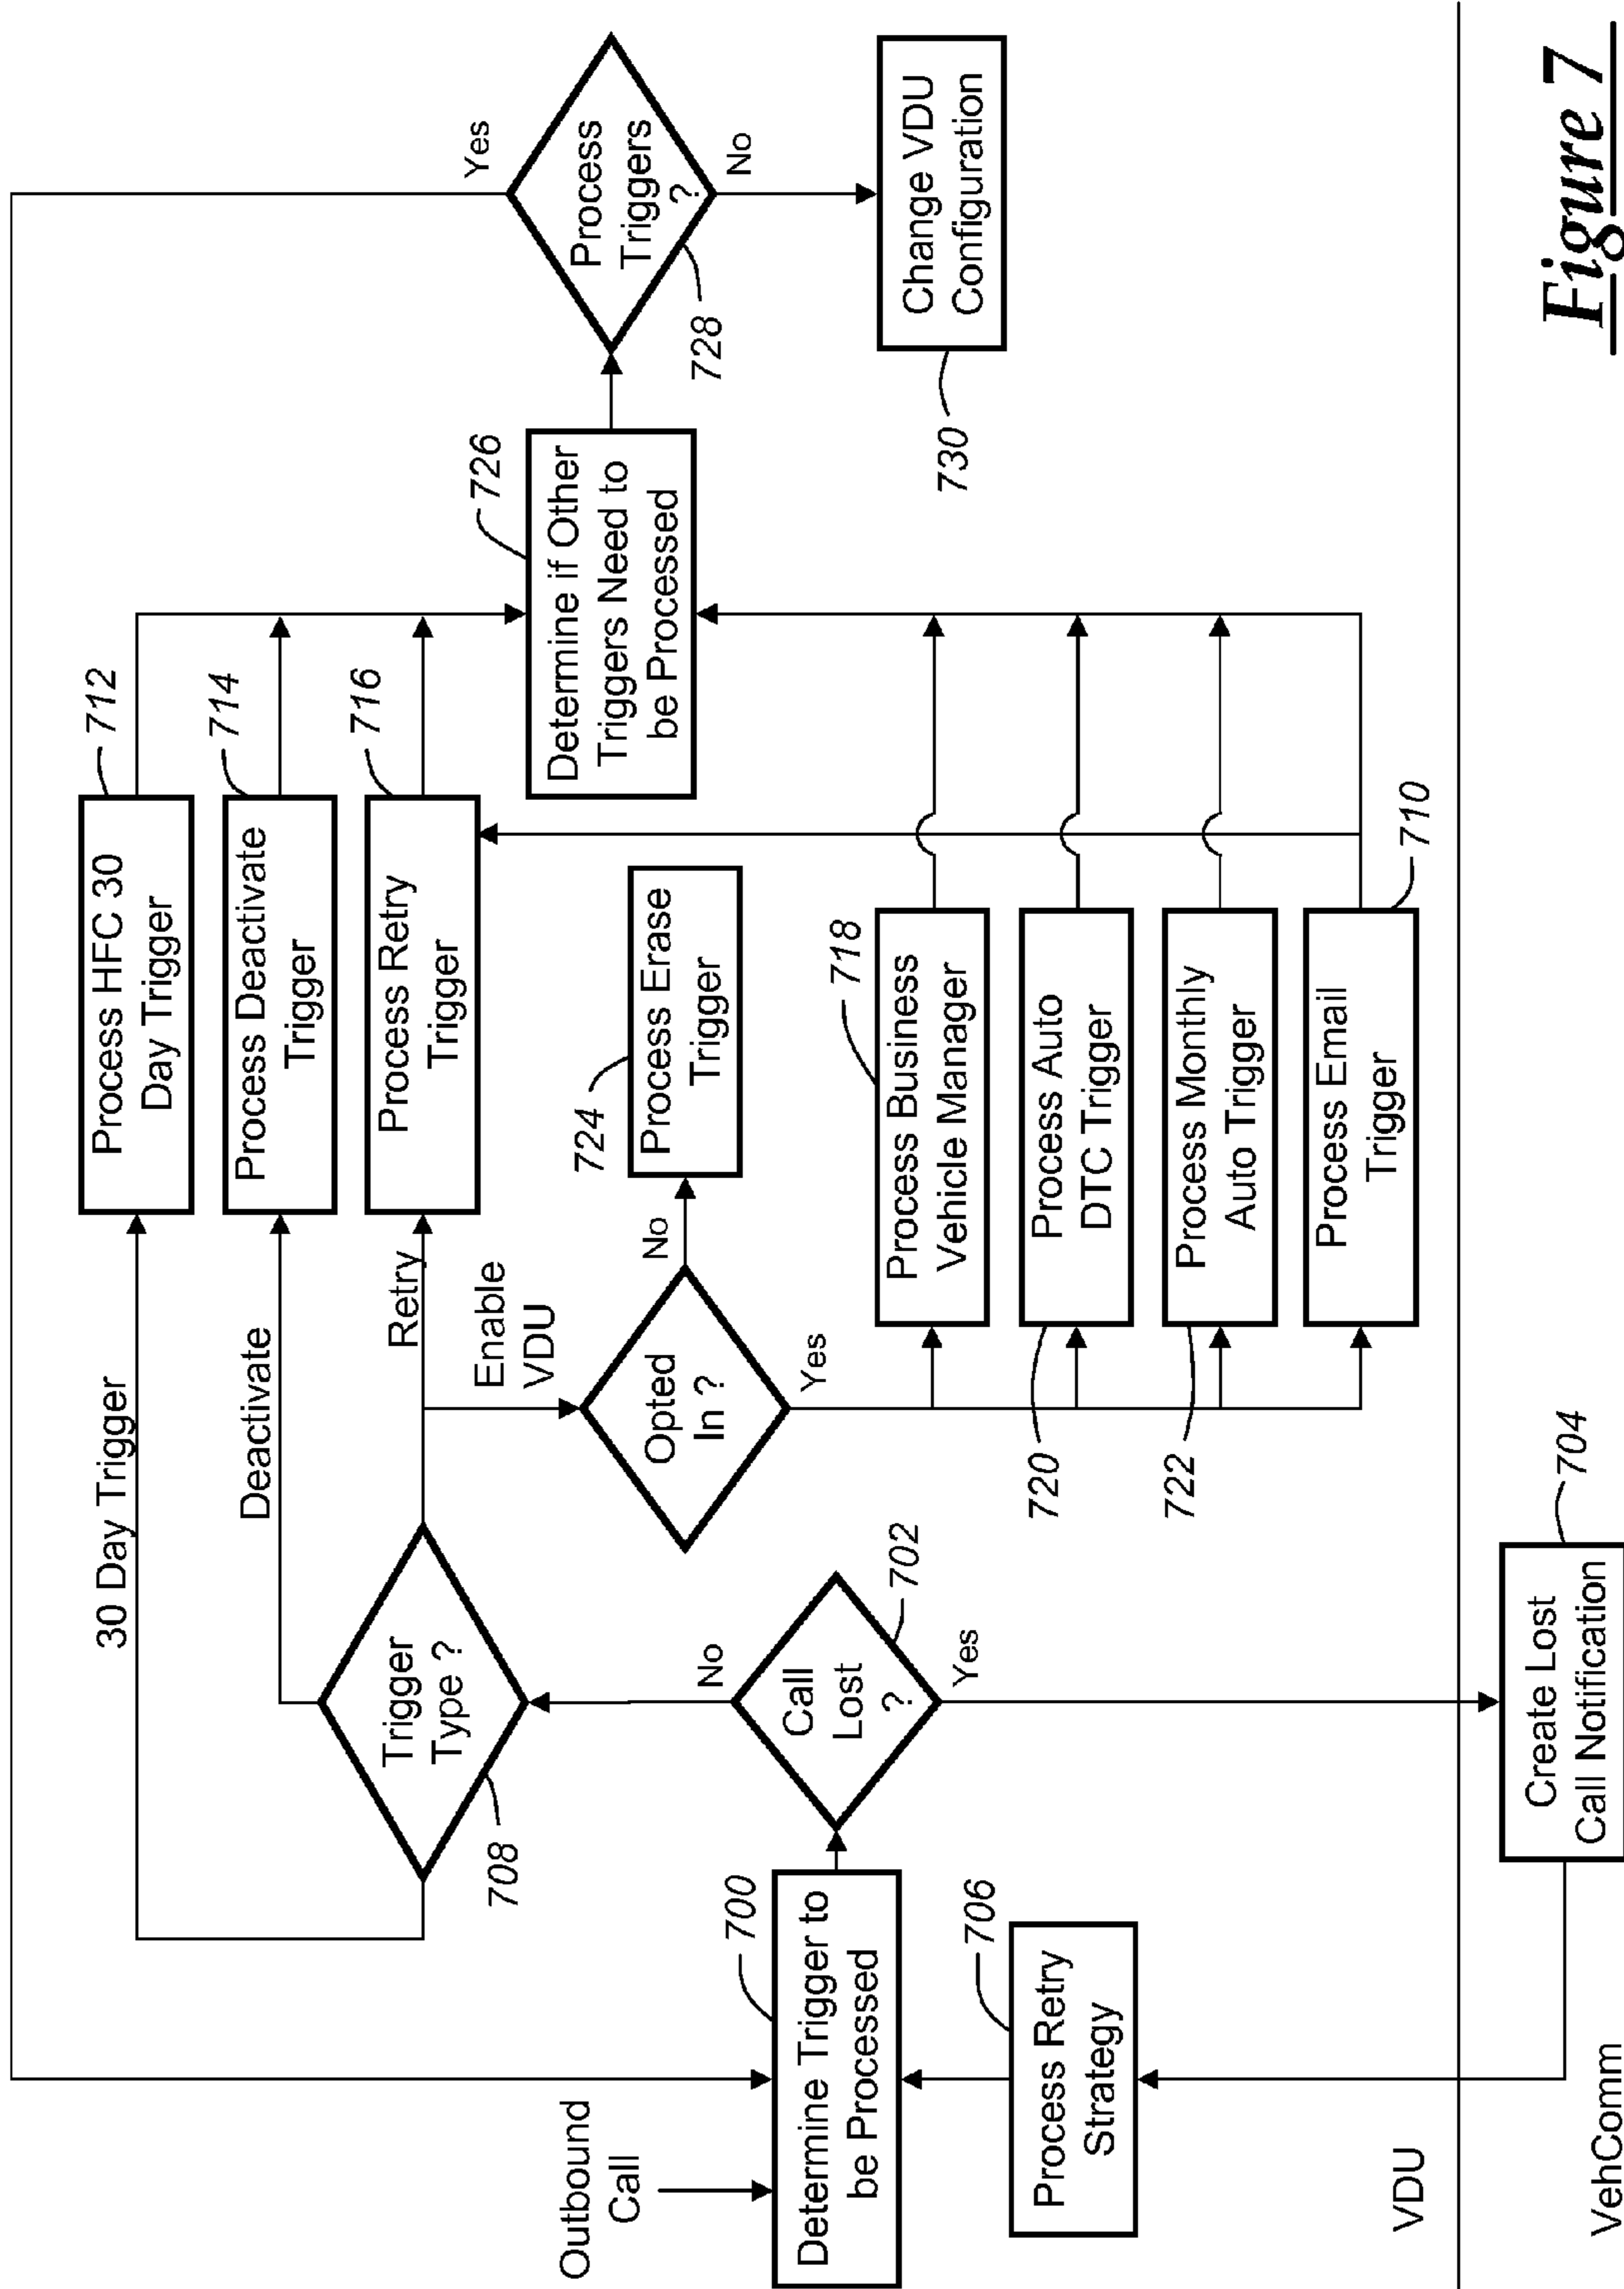 30 Day Trigger
Deactivate
Retry
Enable
VDU
Process HFC 30
Day Trigger
712
Process Deactivate
Trigger
714
Process Retry
Trigger
716
Trigger
Type ?
708
Opted
In ?
No
Yes
724
Process Erase
Trigger
Determine if Other
Triggers Need to
be Processed
726
Process
Triggers
?
728
Yes
No
Change VDU
Configuration
730
Outbound
Call
Determine Trigger to
be Processed
700
Call
Lost
?
702
No
Yes
Process Retry
Strategy
706
Process Business
Vehicle Manager
718
Process Auto
DTC Trigger
720
Process Monthly
Auto Trigger
722
Process Email
Trigger
710
VDU
VehComm
Create Lost
Call Notification
704
Figure 7